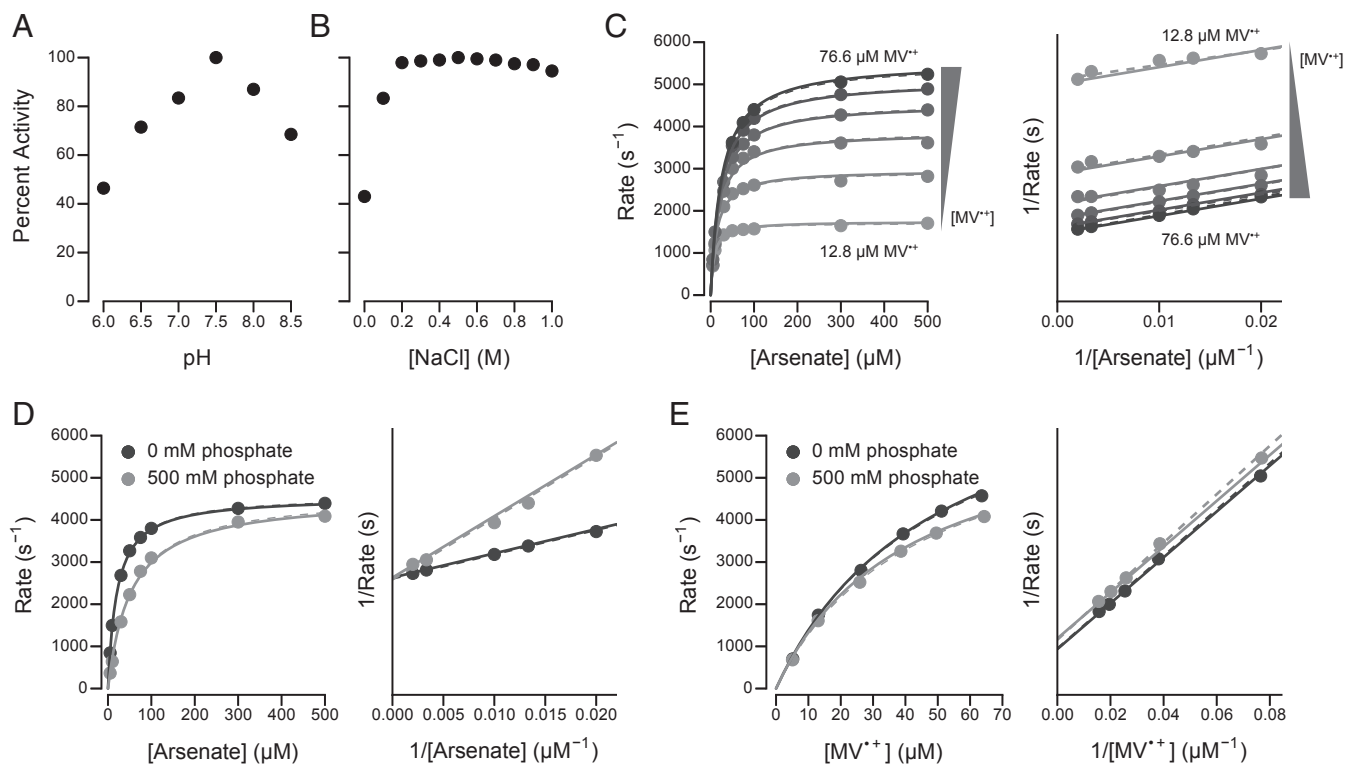 A
Percent Activity
100
80
60
40
20
0
6.0 6.5 7.0 7.5 8.0 8.5
pH
B
0.0 0.2 0.4 0.6 0.8 1.0
[NaCl] (M)
C
Rate (s⁻¹)
6000
5000
4000
3000
2000
1000
0
76.6 µM MV•+
[MV•+]
12.8 µM MV•+
0 100 200 300 400 500
[Arsenate] (µM)
1/Rate (s)
12.8 µM MV•+
[MV•+]
76.6 µM MV•+
0.00 0.01 0.02
1/[Arsenate] (µM⁻¹)
D
Rate (s⁻¹)
6000
5000
4000
3000
2000
1000
0
0 mM phosphate
500 mM phosphate
0 100 200 300 400 500
[Arsenate] (µM)
1/Rate (s)
0.000 0.005 0.010 0.015 0.020
1/[Arsenate] (µM⁻¹)
E
Rate (s⁻¹)
6000
5000
4000
3000
2000
1000
0
0 mM phosphate
500 mM phosphate
0 10 20 30 40 50 60 70
[MV•+] (µM)
1/Rate (s)
0.00 0.02 0.04 0.06 0.08
1/[MV•+] (µM⁻¹)